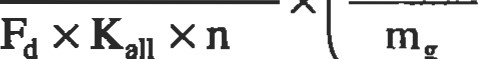 × (
F_d × K_all × n m_g